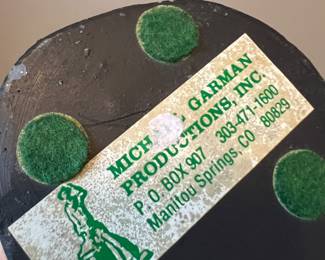 GARMAN
PRODUCTIONS, INC.
P. O. BOX 907 303-471-1600
Manitou Springs, CO 80829